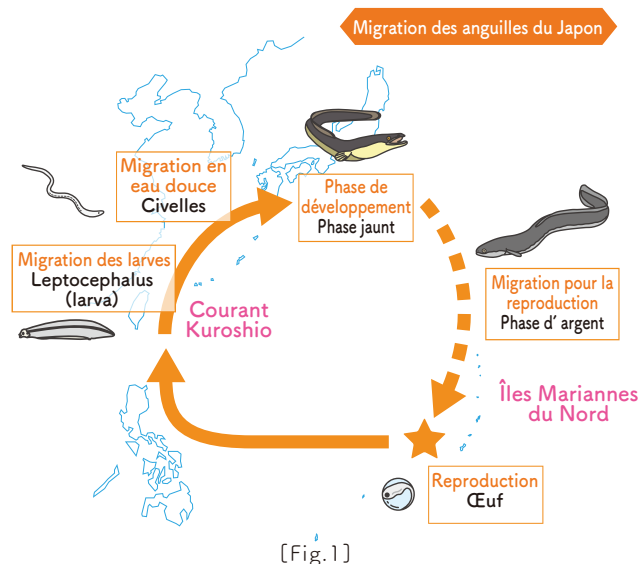 Migration des anguilles du Japon
Migration en
eau douce
Civelles
Phase de
développement
Phase jaunt
Migration des larves
Leptocephalus
(larva)
Migration pour la
reproduction
Phase d' argent
Courant
Kuroshio
Îles Mariannes
du Nord
Reproduction
Œuf
[Fig.1]